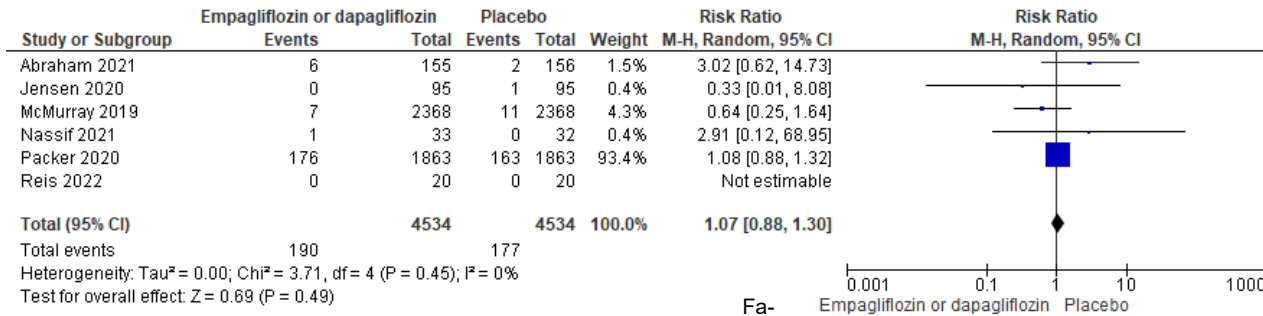 Empagliflozin or dapagliflozin Placebo Risk Ratio Risk Ratio
Study or Subgroup Events Total Events Total Weight M-H, Random, 95% CI M-H, Random, 95% CI
Abraham 2021 6 155 2 156 1.5% 3.02 [0.62, 14.73]
Jensen 2020 0 95 1 95 0.4% 0.33 [0.01, 8.08]
McMurray 2019 7 2368 11 2368 4.3% 0.64 [0.25, 1.64]
Nassif 2021 1 33 0 32 0.4% 2.91 [0.12, 68.95]
Packer 2020 176 1863 163 1863 93.4% 1.08 [0.88, 1.32]
Reis 2022 0 20 0 20 Not estimable
Total (95% CI) 4534 4534 100.0% 1.07 [0.88, 1.30]
Total events 190 177
Heterogeneity: Tau² = 0.00; Chi² = 3.71, df = 4 (P = 0.45); I² = 0%
Test for overall effect: Z = 0.69 (P = 0.49)
0.001 0.1 1 10 1000
Fa- Empagliflozin or dapagliflozin Placebo